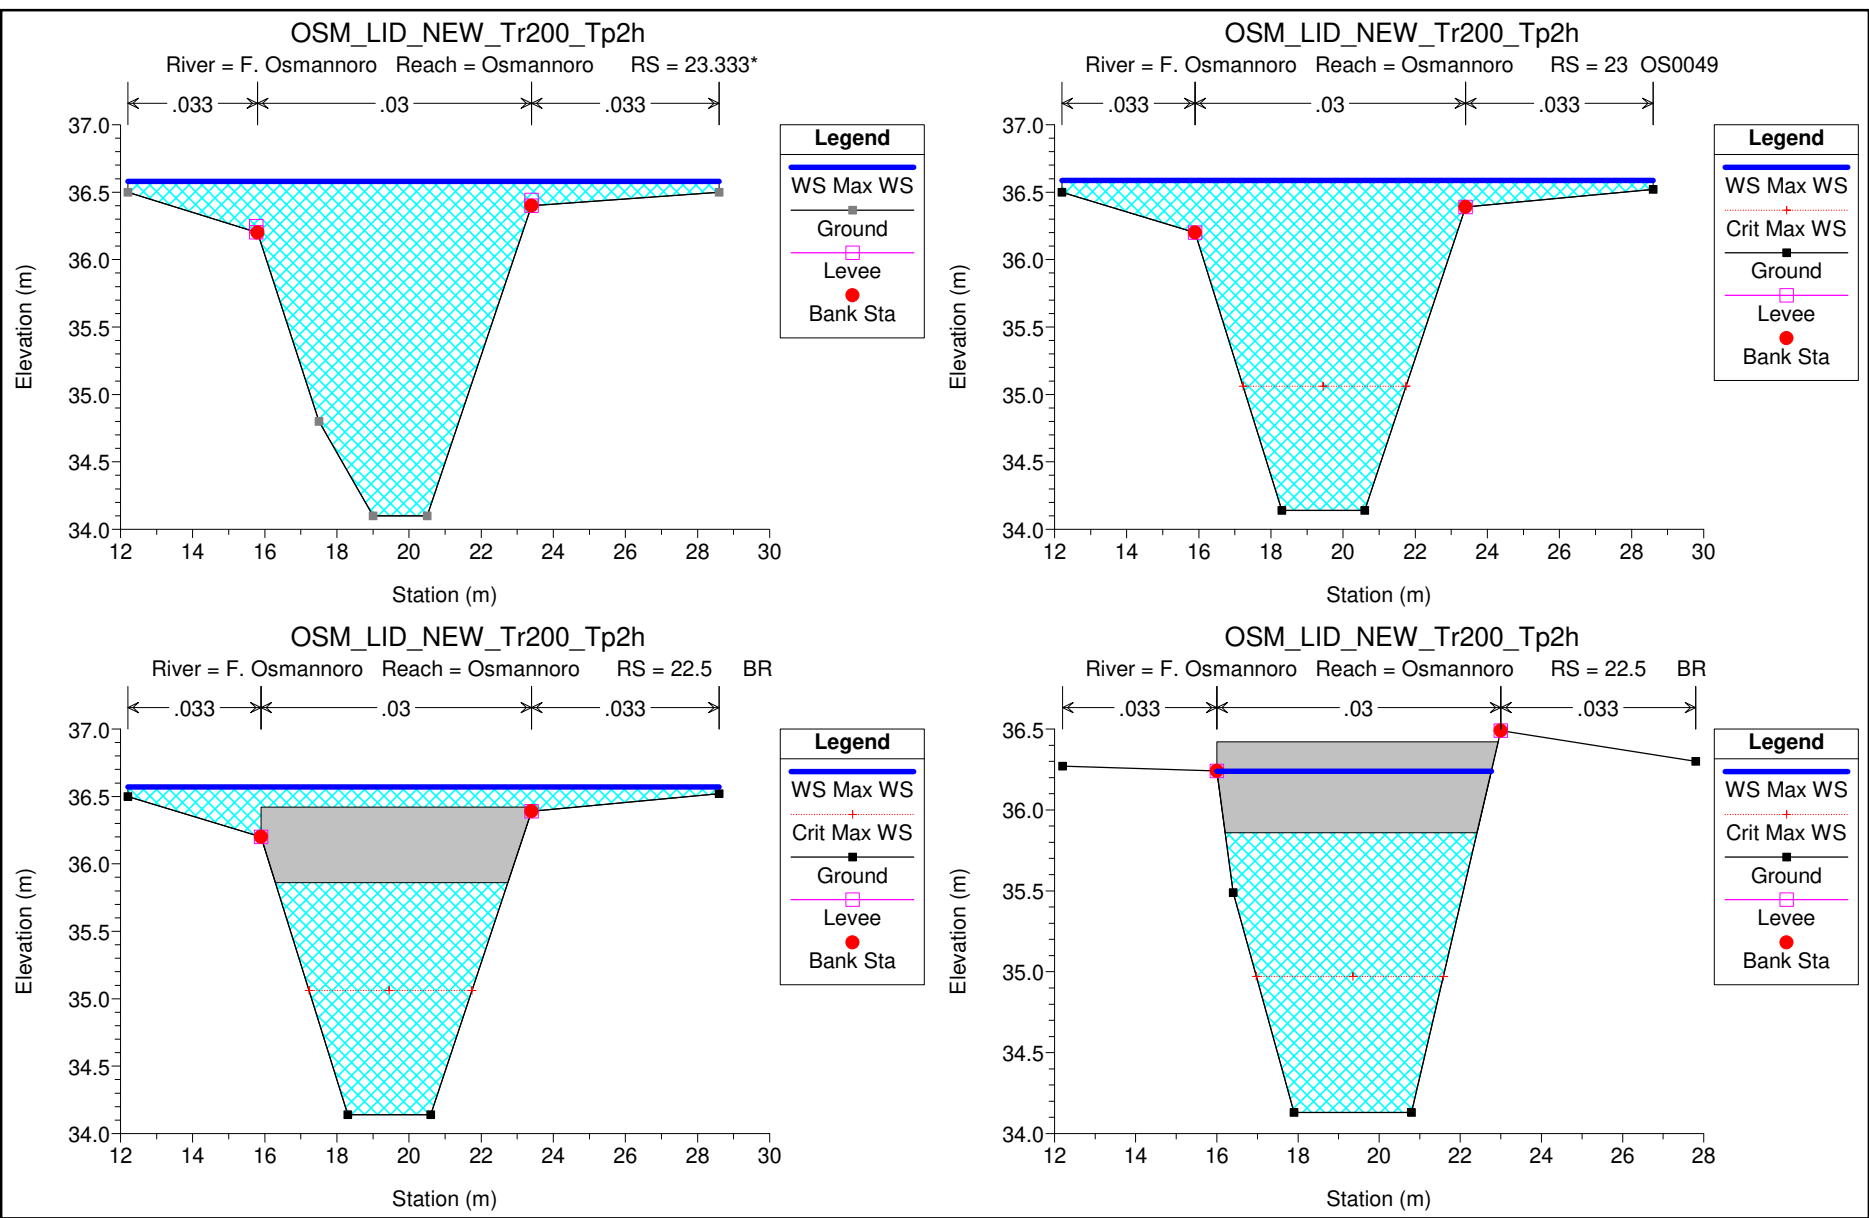 OSM_LID_NEW_Tr200_Tp2h
River = F. Osmannoro Reach = Osmannoro RS = 23.333*
.033 .03 .033
37.0
36.5
36.0
35.5
35.0
34.5
34.0
12 14 16 18 20 22 24 26 28 30
Station (m)
Elevation (m)
Legend
WS Max WS
Ground
Levee
Bank Sta
OSM_LID_NEW_Tr200_Tp2h
River = F. Osmannoro Reach = Osmannoro RS = 23 OS0049
.033 .03 .033
37.0
36.5
36.0
35.5
35.0
34.5
34.0
12 14 16 18 20 22 24 26 28 30
Station (m)
Elevation (m)
Legend
WS Max WS
Crit Max WS
Ground
Levee
Bank Sta
OSM_LID_NEW_Tr200_Tp2h
River = F. Osmannoro Reach = Osmannoro RS = 22.5 BR
.033 .03 .033
37.0
36.5
36.0
35.5
35.0
34.5
34.0
12 14 16 18 20 22 24 26 28 30
Station (m)
Elevation (m)
Legend
WS Max WS
Crit Max WS
Ground
Levee
Bank Sta
OSM_LID_NEW_Tr200_Tp2h
River = F. Osmannoro Reach = Osmannoro RS = 22.5 BR
.033 .03 .033
36.5
36.0
35.5
35.0
34.5
34.0
12 14 16 18 20 22 24 26 28
Station (m)
Elevation (m)
Legend
WS Max WS
Crit Max WS
Ground
Levee
Bank Sta